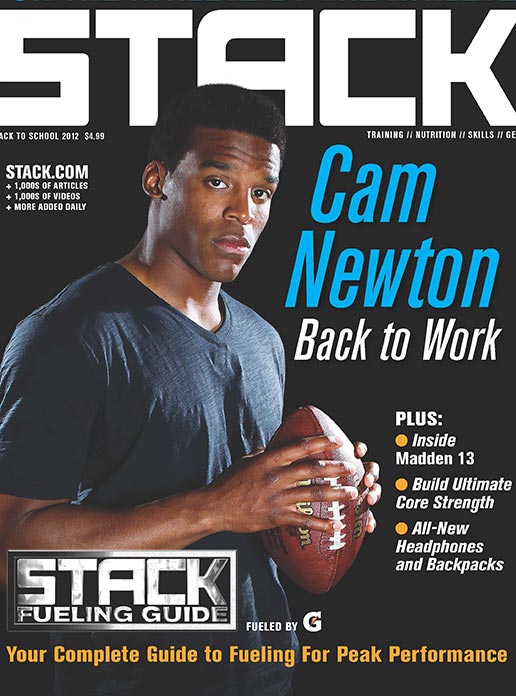 STACK
ACK TO SCHOOL 2012 $4.99
TRAINING // NUTRITION // SKILLS // GE
STACK.COM
+ 1,000S OF ARTICLES
+ 1,000S OF VIDEOS
+ MORE ADDED DAILY
Cam
Newton
Back to Work
PLUS:
Inside
Madden 13
Build Ultimate
Core Strength
All-New
Headphones
and Backpacks
STACK
FUELING GUIDE
FUELED BY G
Your Complete Guide to Fueling For Peak Performance